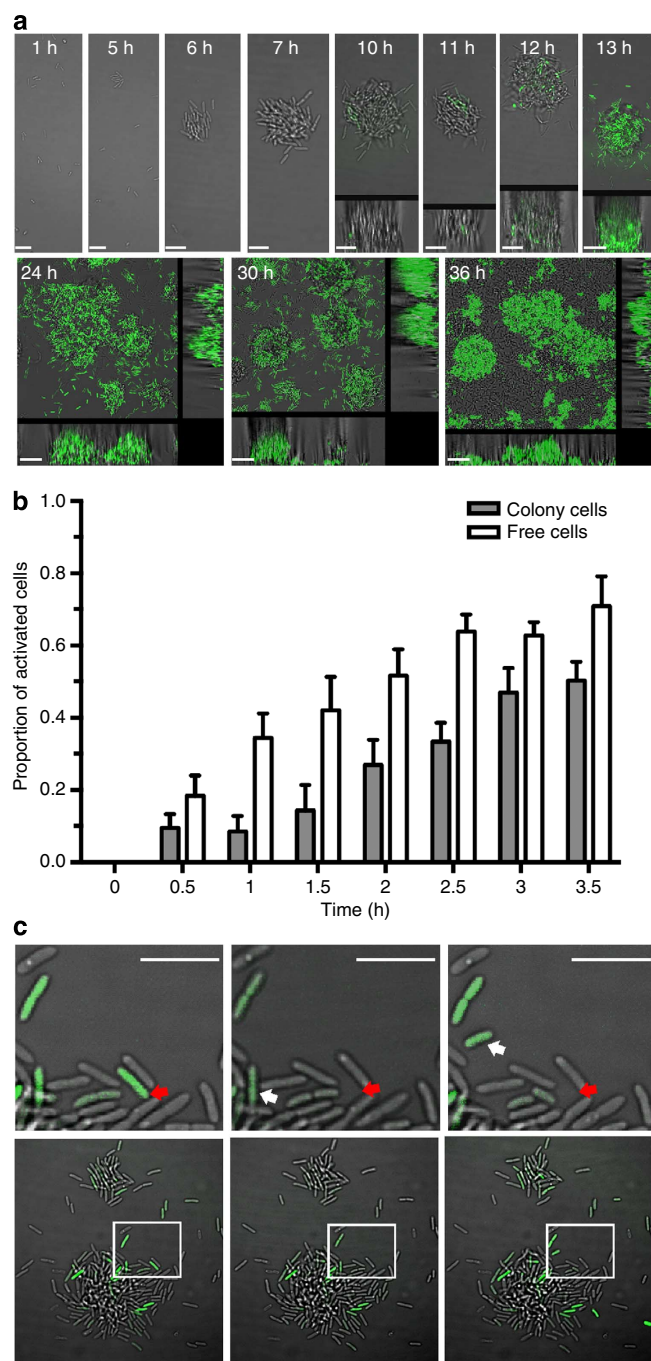 a
1 h 5 h 6 h 7 h 10 h 11 h 12 h 13 h
24 h 30 h 36 h
b
1.0
0.8
0.6
0.4
0.2
0.0
Proportion of activated cells
Colony cells
Free cells
0 0.5 1 1.5 2 2.5 3 3.5
Time (h)
c